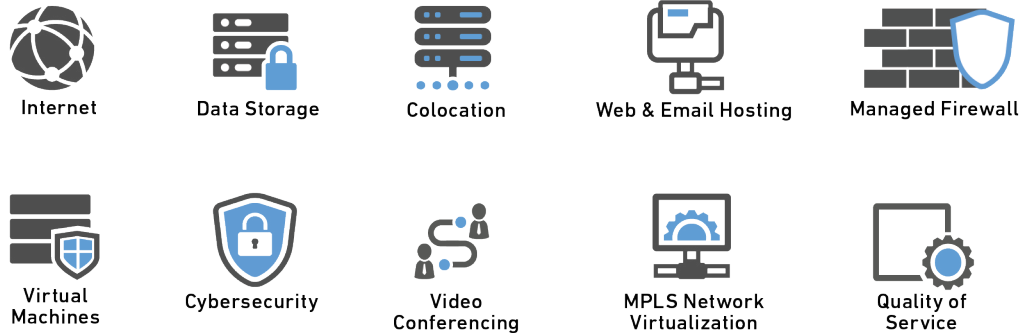 Internet
Data Storage
Colocation
Web & Email Hosting
Managed Firewall
Virtual
Machines
Cybersecurity
Video
Conferencing
MPLS Network
Virtualization
Quality of
Service